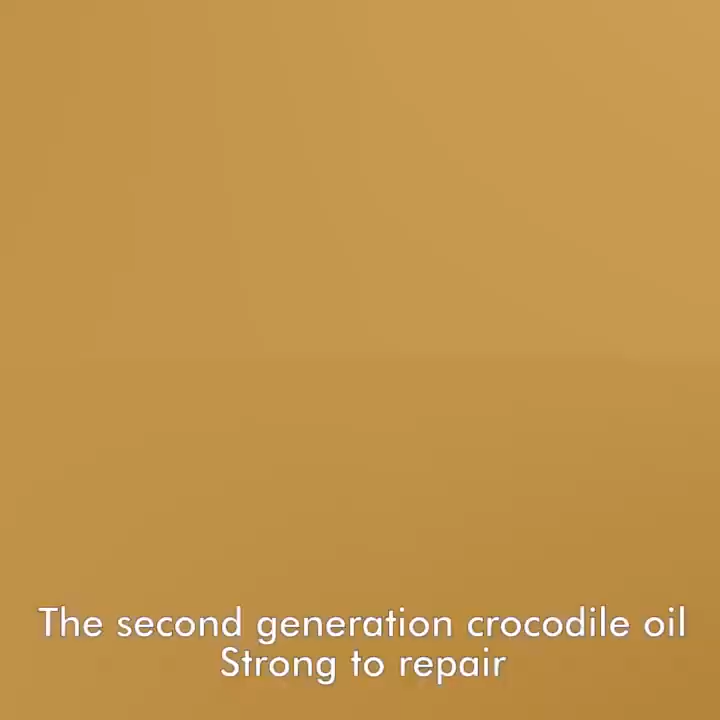 The second generation crocodile oil
Strong to repair